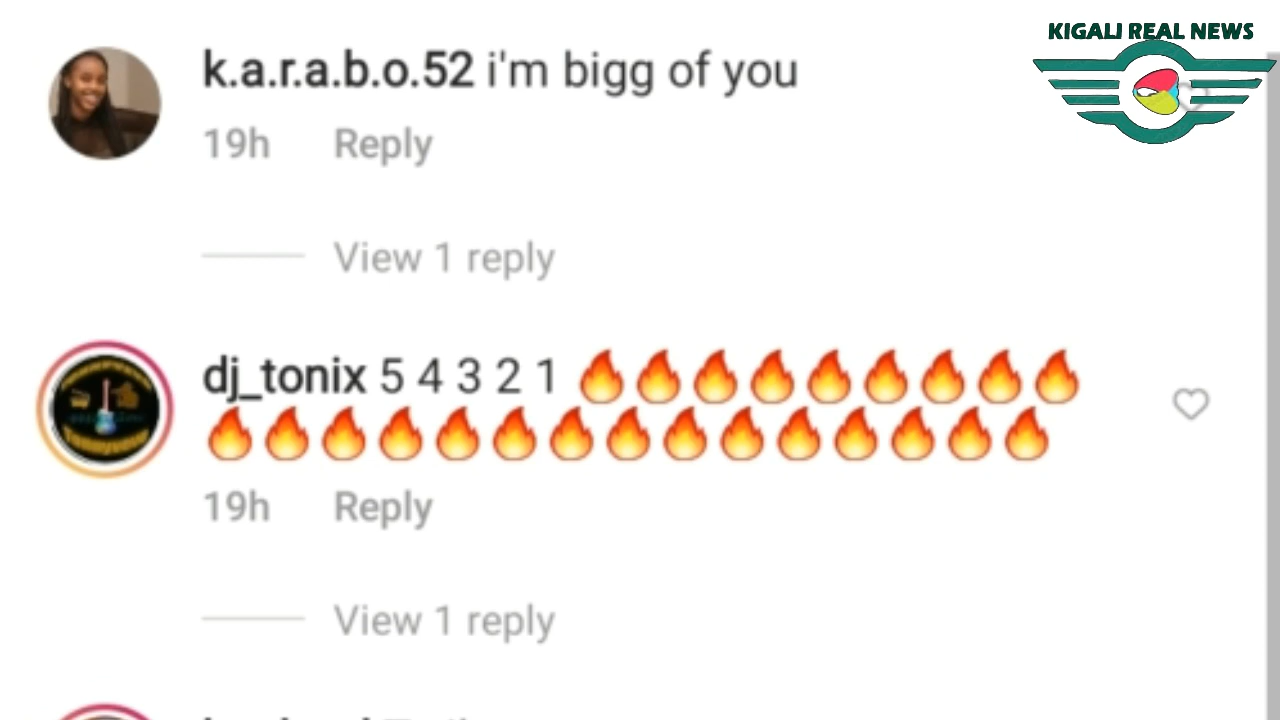 KIGALI REAL NEWS
k.a.r.a.b.o.52 i'm bigg of you
19h Reply
View 1 reply
dj_tonix 5 4 3 2 1 🔥🔥🔥🔥🔥🔥🔥🔥🔥
🔥🔥🔥🔥🔥🔥🔥🔥🔥🔥🔥🔥🔥🔥🔥
19h Reply
View 1 reply